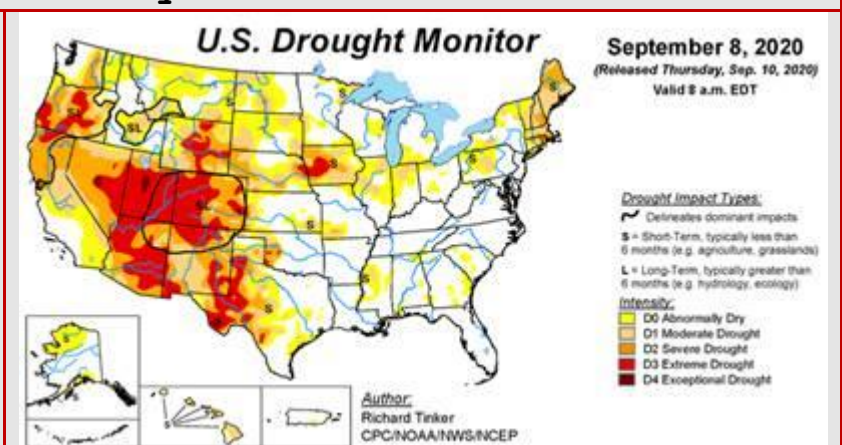 U.S. Drought Monitor
September 8, 2020
(Released Thursday, Sep. 10, 2020)
Valid 8 a.m. EDT
Drought Impact Types:
Delineates dominant impacts
S = Short-Term, typically less than
6 months (e.g. agriculture, grasslands)
L = Long-Term, typically greater than
6 months (e.g. hydrology, ecology)
Intensity:
D0 Abnormally Dry
D1 Moderate Drought
D2 Severe Drought
D3 Extreme Drought
D4 Exceptional Drought
SL
S
S
S
S
S
S
S
S
S
Author:
Richard Tinker
CPC/NOAA/NWS/NCEP